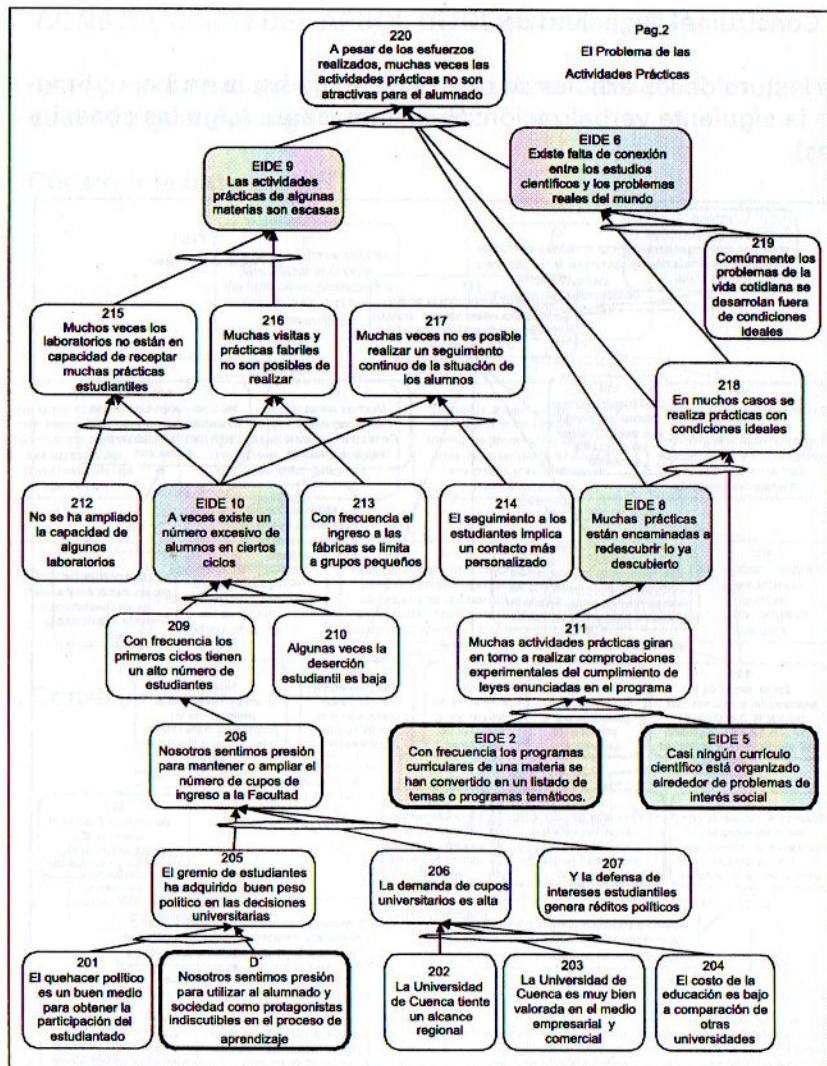 220
A pesar de los esfuerzos
realizados, muchas veces las
actividades prácticas no son
atractivas para el alumnado
Pag.2
El Problema de las
Actividades Prácticas
EIDE 9
Las actividades
prácticas de algunas
materias son escasas
EIDE 6
Existe falta de conexión
entre los estudios
científicos y los problemas
reales del mundo
219
Comúnmente los
problemas de la
vida cotidiana se
desarrollan fuera
de condiciones
ideales
215
Muchos veces los
laboratorios no están en
capacidad de receptar
muchas prácticas
estudiantiles
216
Muchas visitas y
prácticas fabriles
no son posibles de
realizar
217
Muchas veces no es posible
realizar un seguimiento
continuo de la situación de
los alumnos
218
En muchos casos se
realiza prácticas con
condiciones ideales
212
No se ha ampliado
la capacidad de
algunos
laboratorios
EIDE 10
A veces existe un
número excesivo de
alumnos en ciertos
ciclos
213
Con frecuencia el
ingreso a las
fábricas se limita
a grupos pequeños
214
El seguimiento a los
estudiantes Implica
un contacto más
personalizado
EIDE 8
Muchas prácticas
están encaminadas a
redescubrir lo ya
descubierto
209
Con frecuencia los
primeros ciclos tienen
un alto número de
estudiantes
210
Algunas veces la
deserción
estudiantil es baja
211
Muchas actividades prácticas giran
en torno a realizar comprobaciones
experimentales del cumplimiento de
leyes enunciadas en el programa
208
Nosotros sentimos presión
para mantener o ampliar el
número de cupos de
ingreso a la Facultad
EIDE 2
Con frecuencia los programas
curriculares de una materia se
han convertido en un listado de
temas o programas temáticos.
EIDE 5
Casi ningún currículo
científico está organizado
alrededor de problemas de
interés social
205
El gremio de estudiantes
ha adquirido buen peso
político en las decisiones
universitarias
206
La demanda de cupos
universitarios es alta
207
Y la defensa de
intereses estudiantiles
genera réditos políticos
201
El quehacer político
es un buen medio
para obtener la
participación del
estudiantado
D´
Nosotros sentimos presión
para utilizar al alumnado y
sociedad como protagonistas
indiscutibles en el proceso de
aprendizaje
202
La Universidad
de Cuenca tiente
un alcance
regional
203
La Universidad de
Cuenca es muy bien
valorada en el medio
empresarial y
comercial
204
El costo de la
educación es bajo
a comparación de
otras
universidades